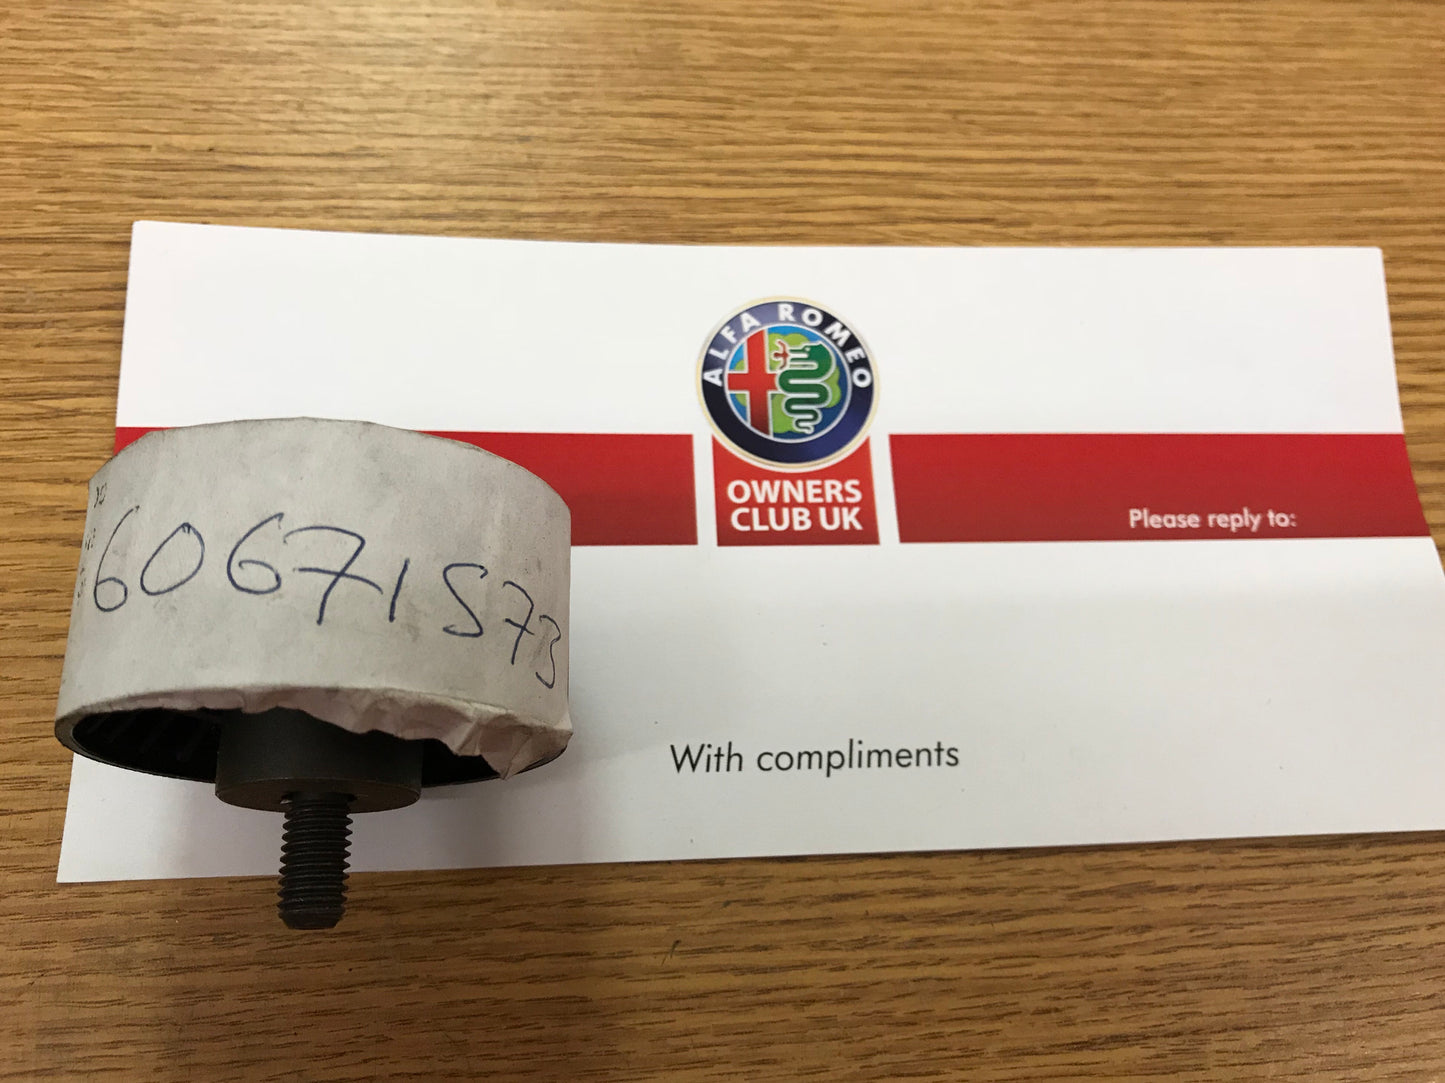 ALFA ROMEO
OWNERS
CLUB UK
Please reply to:
60671573
With compliments